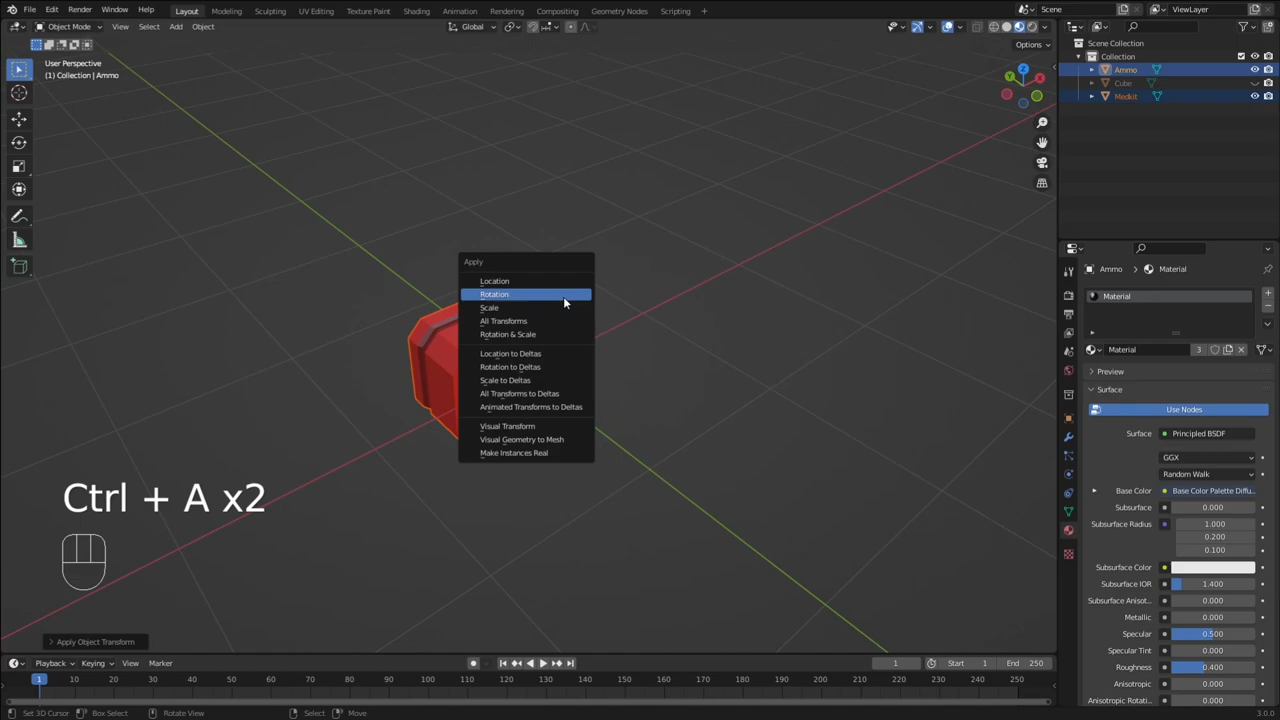 File Edit Render Window Help Layout Modeling Sculpting UV Editing Texture Paint Shading Animation Rendering Compositing Geometry Nodes Scripting + Scene ViewLayer
Object Mode View Select Add Object Global
Options
User Perspective
(1) Collection | Ammo
Scene Collection
Collection
Ammo
Cube
Medkit
Apply
Location
Rotation
Scale
All Transforms
Rotation & Scale
Location to Deltas
Rotation to Deltas
Scale to Deltas
All Transforms to Deltas
Animated Transforms to Deltas
Visual Transform
Visual Geometry to Mesh
Make Instances Real
Ctrl + A x2
Apply Object Transform
Ammo Material
Material
Material 3
Preview
Surface
Use Nodes
Surface Principled BSDF
GGX
Random Walk
Base Color Base Color Palette Diffu...
Subsurface 0.000
Subsurface Radius 1.000
0.200
0.100
Subsurface Color
Subsurface IOR 1.400
Subsurface Anisot... 0.000
Metallic 0.000
Specular 0.500
Specular Tint 0.000
Roughness 0.400
Anisotropic 0.000
Anisotropic Rotati... 0.000
Playback Keying View Marker 1 Start 1 End 250
1 10 20 30 40 50 60 70 80 90 100 110 120 130 140 150 160 170 180 190 200 210 220 230 240 250
Set 3D Cursor Box Select Rotate View Select Move 3.0.0